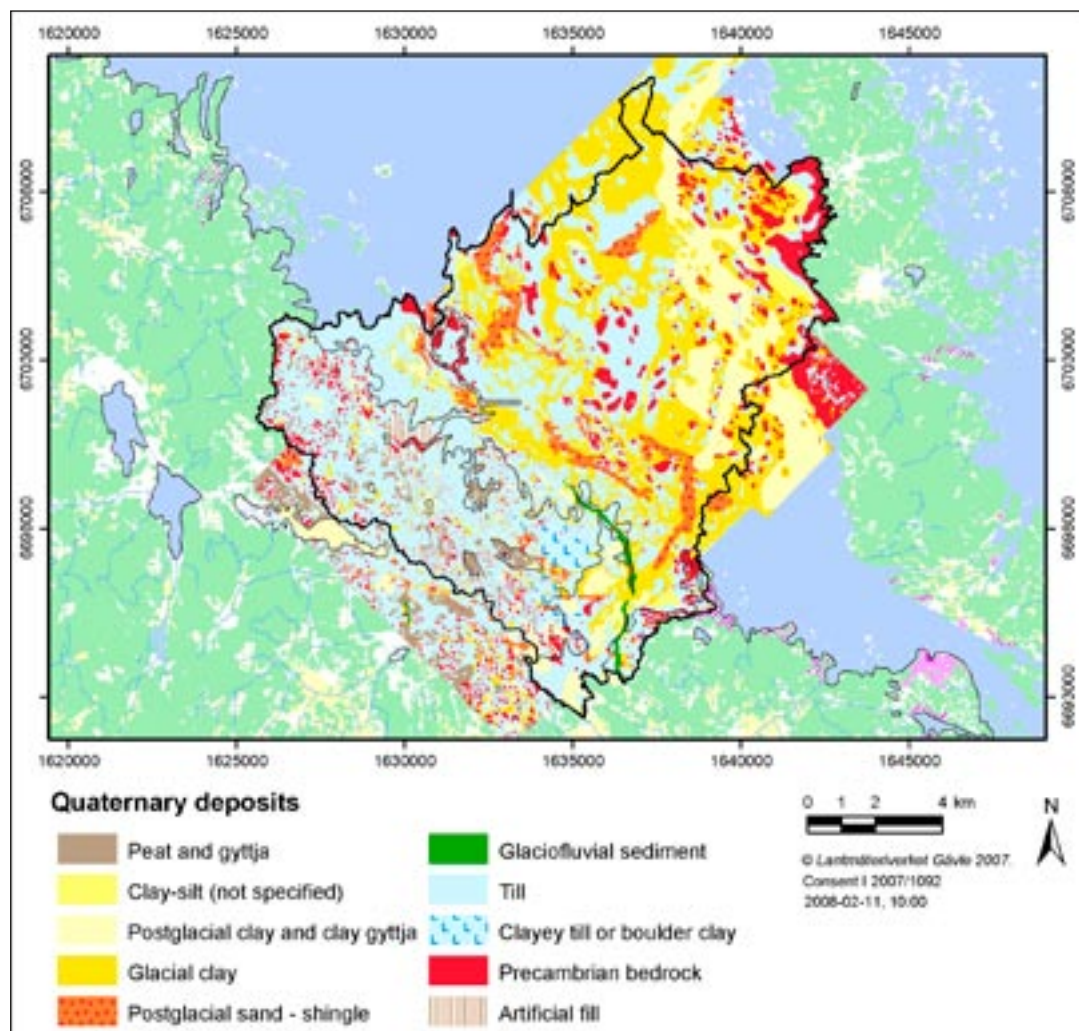 1620000 1625000 1630000 1635000 1640000 1645000
6708000 6708000
6703000 6703000
6698000 6698000
6693000
1620000 1625000 1630000 1635000 1640000 1645000
Quaternary deposits
Peat and gyttja
Clay-silt (not specified)
Postglacial clay and clay gyttja
Glacial clay
Postglacial sand - shingle
Glaciofluvial sediment
Till
Clayey till or boulder clay
Precambrian bedrock
Artificial fill
0 1 2 4 km
N
© Lantmäteriverket Gävle 2007.
Consent I 2007/1092
2008-02-11, 10:00